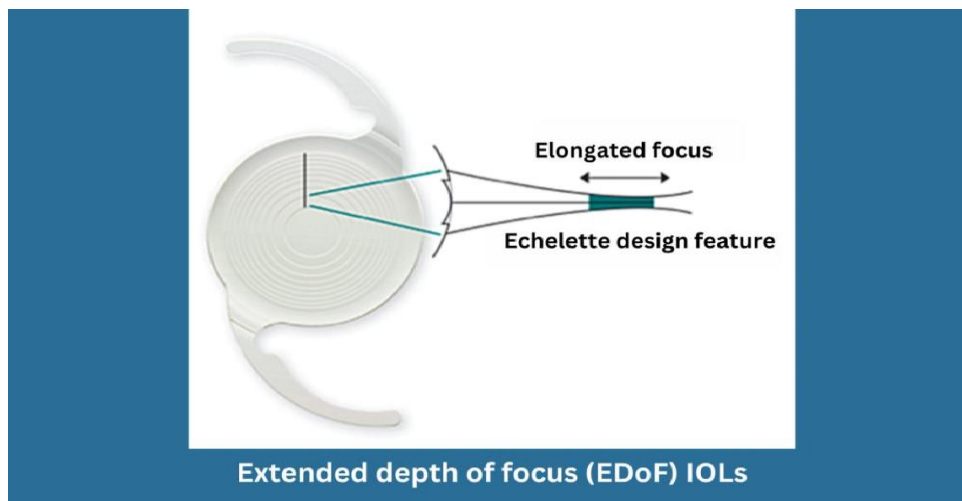 Elongated focus
Echelette design feature
Extended depth of focus (EDoF) IOLs